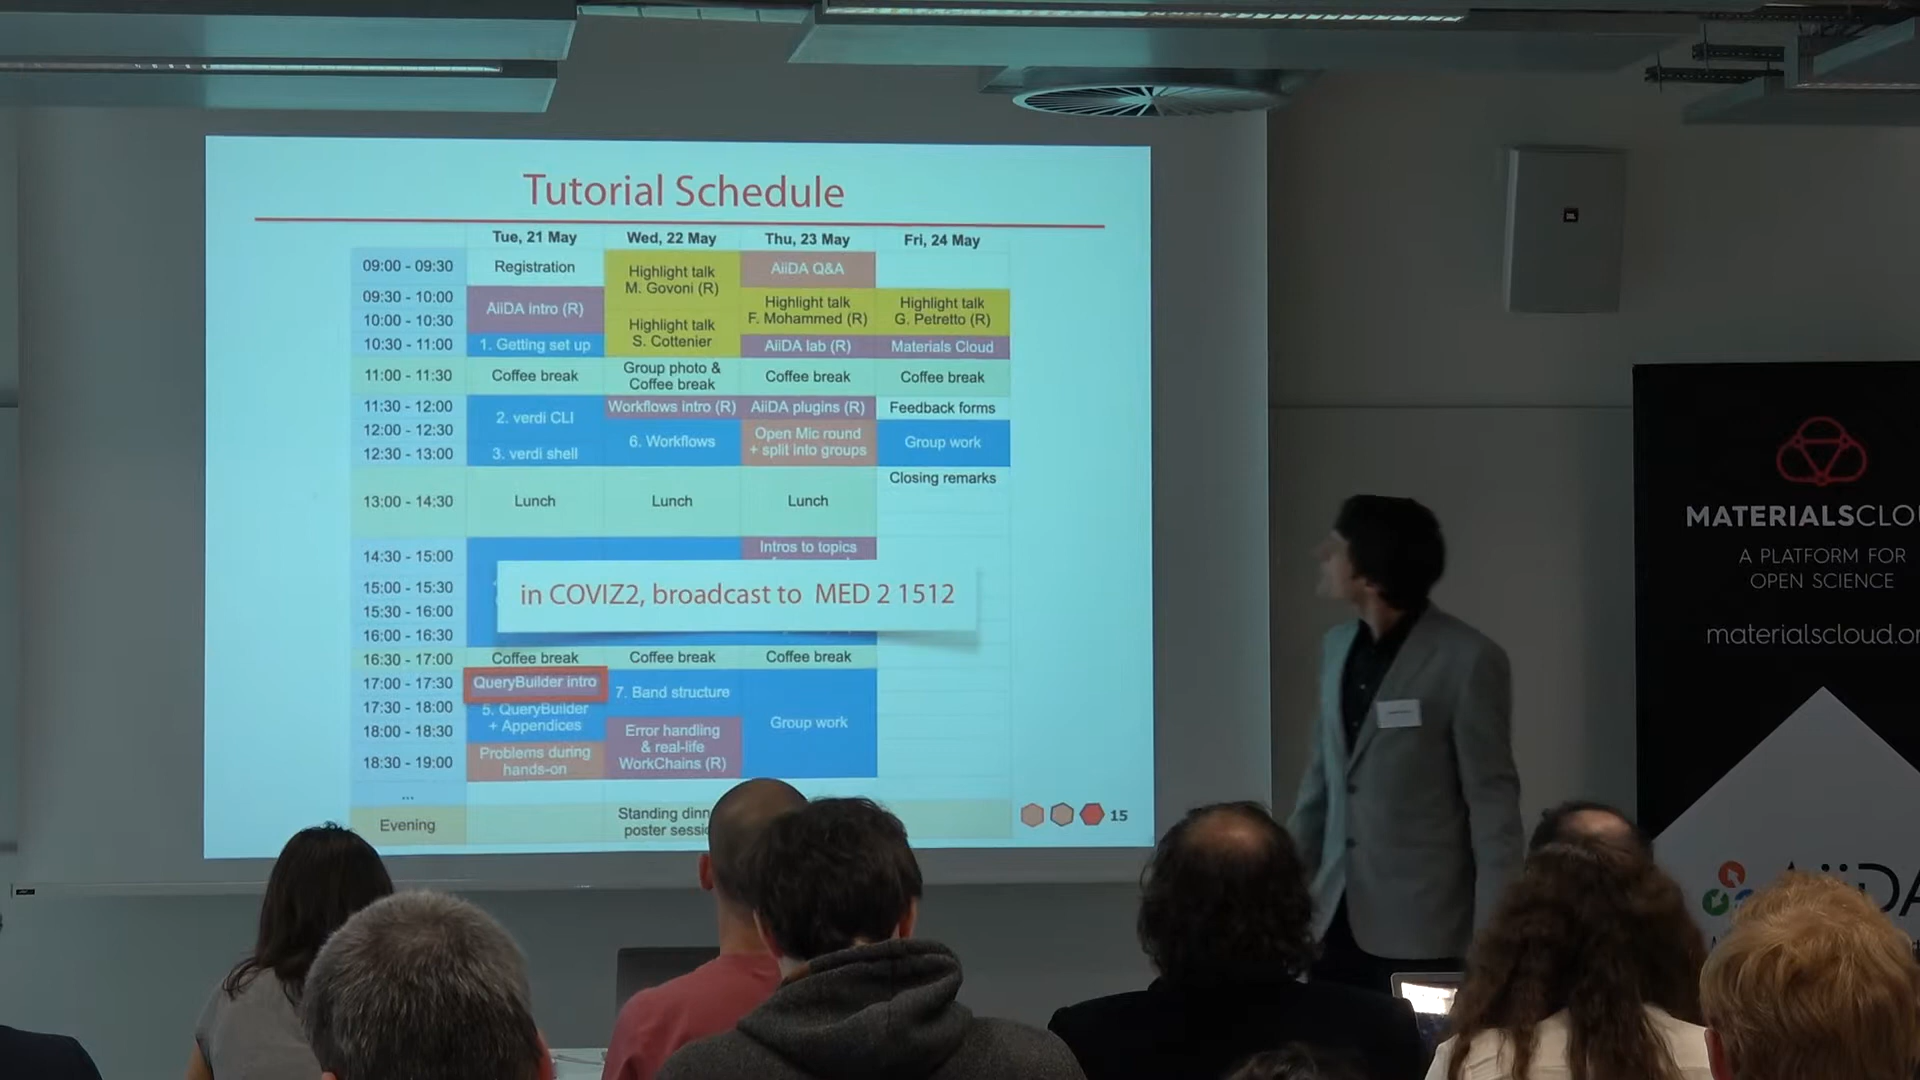 Tutorial Schedule
Tue, 21 May Wed, 22 May Thu, 23 May Fri, 24 May
09:00 - 09:30 Registration Highlight talk AiiDA Q&A
M. Govoni (R)
09:30 - 10:00 AiiDA intro (R) Highlight talk Highlight talk
10:00 - 10:30 Highlight talk F. Mohammed (R) G. Petretto (R)
S. Cottenier
10:30 - 11:00 1. Getting set up AiiDA lab (R) Materials Cloud
11:00 - 11:30 Coffee break Group photo & Coffee break Coffee break
Coffee break
11:30 - 12:00 2. verdi CLI Workflows intro (R) AiiDA plugins (R) Feedback forms
12:00 - 12:30 6. Workflows Open Mic round Group work
+ split into groups
12:30 - 13:00 3. verdi shell
Closing remarks
13:00 - 14:30 Lunch Lunch Lunch
14:30 - 15:00 Intros to topics
15:00 - 15:30
in COVIZ2, broadcast to MED 2 1512
15:30 - 16:00
16:00 - 16:30
16:30 - 17:00 Coffee break Coffee break Coffee break
17:00 - 17:30 QueryBuilder intro 7. Band structure
17:30 - 18:00 5. QueryBuilder Group work
+ Appendices
18:00 - 18:30 Error handling
& real-life
WorkChains (R)
18:30 - 19:00 Problems during
hands-on
...
Evening Standing dinn
poster sessi
15
MATERIALSCLO
A PLATFORM FOR
OPEN SCIENCE
materialscloud.or
AiiDA